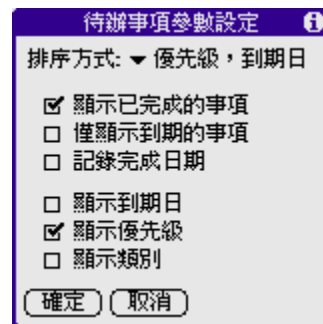 待辦事項參數設定
排序方式: 優先級，到期日
顯示已完成的事項
僅顯示到期的事項
記錄完成日期
顯示到期日
顯示優先級
顯示類別
確定 取消